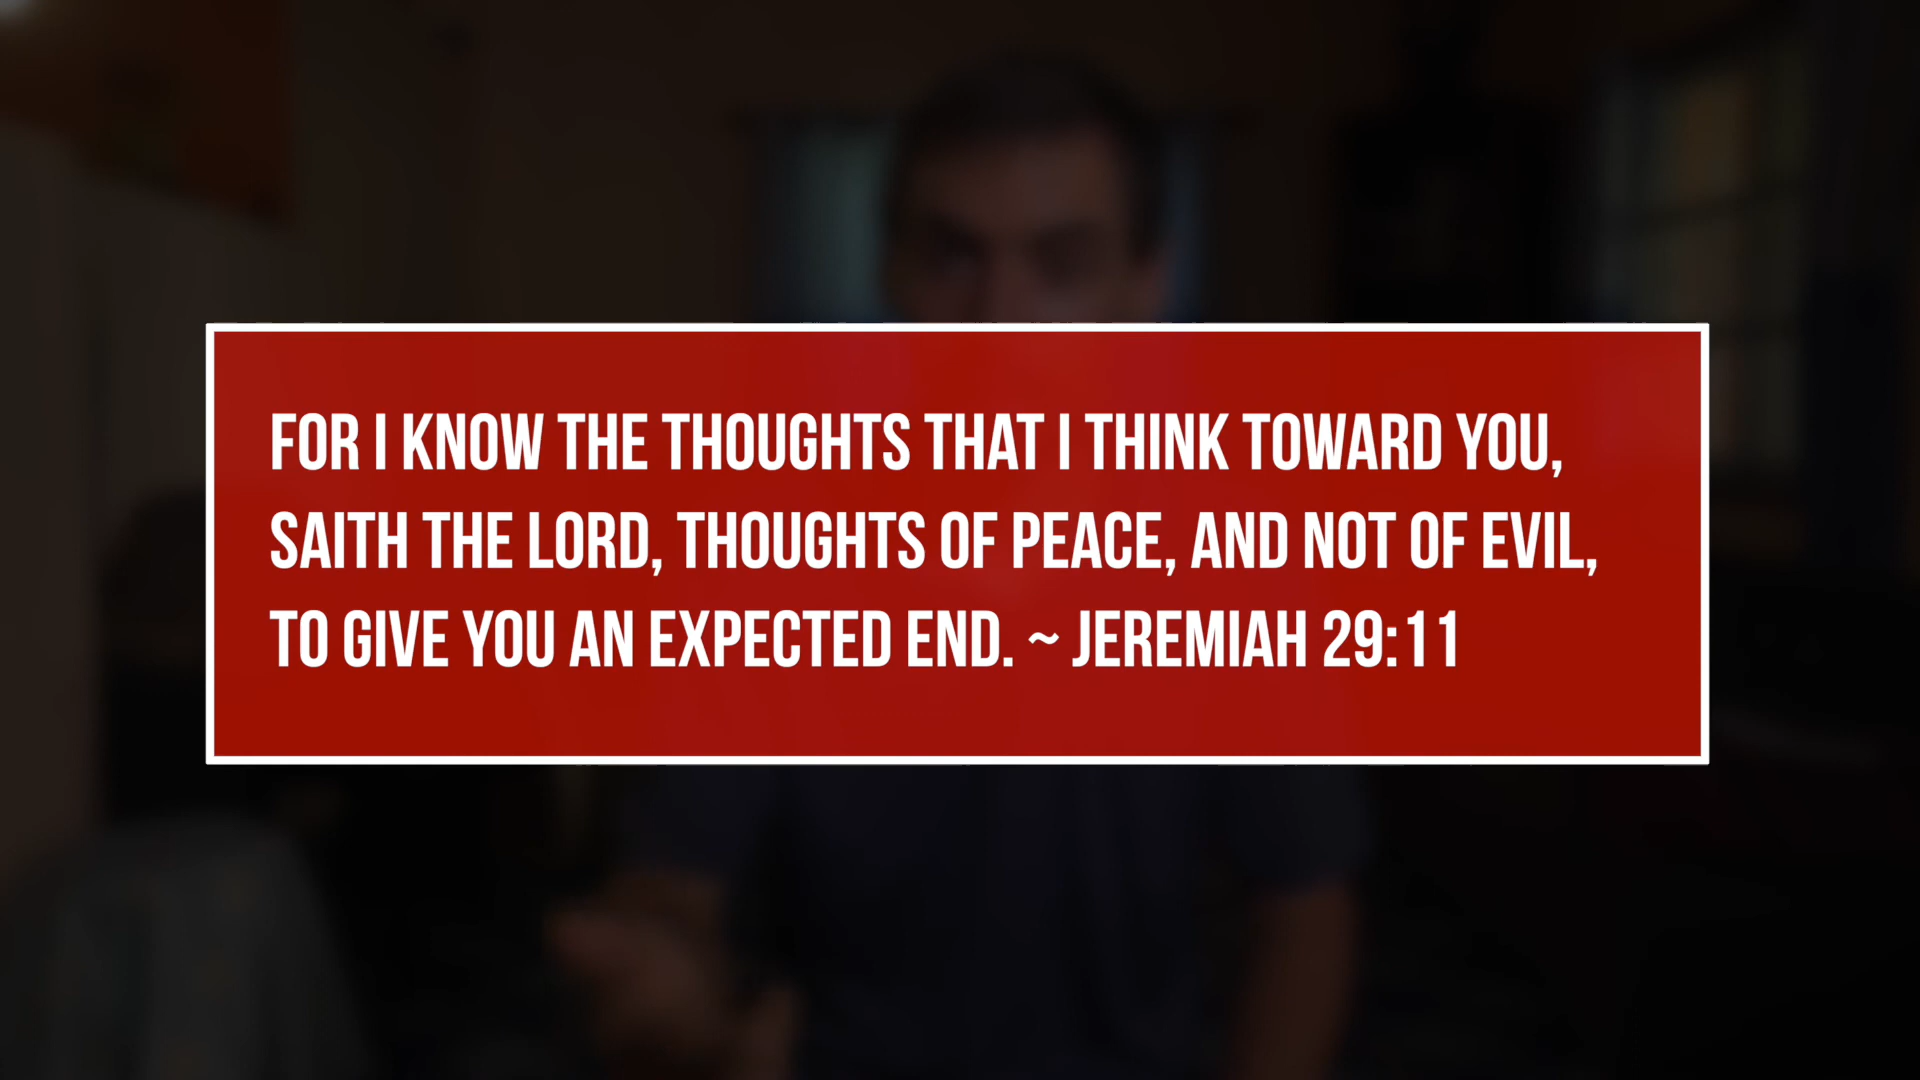 FOR I KNOW THE THOUGHTS THAT I THINK TOWARD YOU,
SAITH THE LORD, THOUGHTS OF PEACE, AND NOT OF EVIL,
TO GIVE YOU AN EXPECTED END. ~ JEREMIAH 29:11